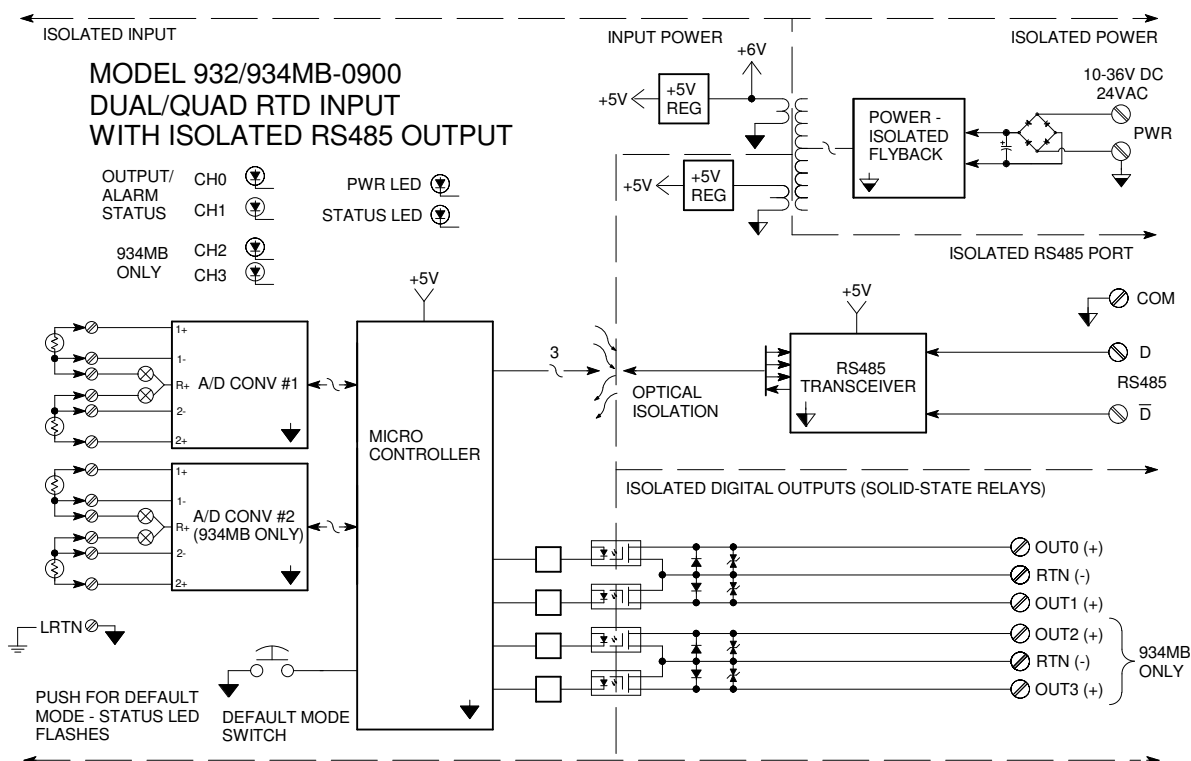 ISOLATED INPUT
INPUT POWER
ISOLATED POWER
MODEL 932/934MB-0900
DUAL/QUAD RTD INPUT
WITH ISOLATED RS485 OUTPUT
+6V
+5V
+5V
REG
10-36V DC
24VAC
PWR
POWER -
ISOLATED
FLYBACK
+5V
+5V
REG
OUTPUT/
ALARM
STATUS
CH0
CH1
934MB
ONLY
CH2
CH3
PWR LED
STATUS LED
ISOLATED RS485 PORT
+5V
+5V
COM
D
RS485
D̅
RS485
TRANSCEIVER
3
OPTICAL
ISOLATION
1+
1-
R+
2-
2+
A/D CONV #1
MICRO
CONTROLLER
1+
1-
R+
2-
2+
A/D CONV #2
(934MB ONLY)
ISOLATED DIGITAL OUTPUTS (SOLID-STATE RELAYS)
OUT0 (+)
RTN (-)
OUT1 (+)
OUT2 (+)
RTN (-)
OUT3 (+)
934MB
ONLY
LRTN
PUSH FOR DEFAULT
MODE - STATUS LED
FLASHES
DEFAULT MODE
SWITCH